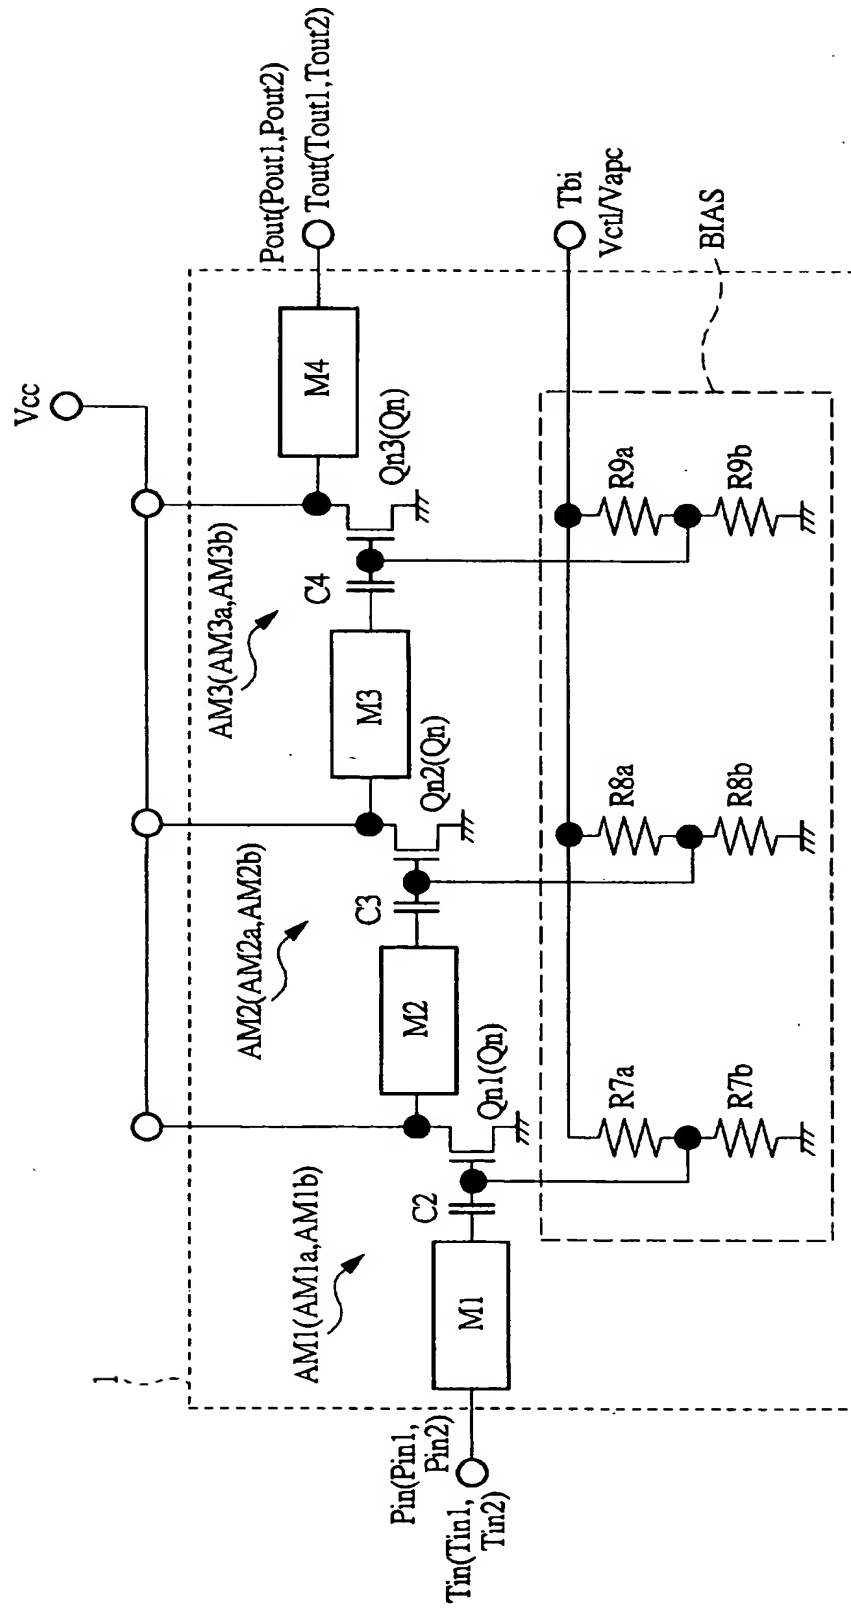 Vcc
Pout(Pout1,Pout2)
Tout(Tout1,Tout2)
1
AM1(AM1a,AM1b)
AM2(AM2a,AM2b)
AM3(AM3a,AM3b)
Pin(Pin1,
Pin2)
Tin(Tin1,
Tin2)
M1
C2
Qn1(Qn)
M2
C3
Qn2(Qn)
M3
C4
Qn3(Qn)
M4
Tbi
Vctl/Vapc
BIAS
R7a
R8a
R9a
R7b
R8b
R9b